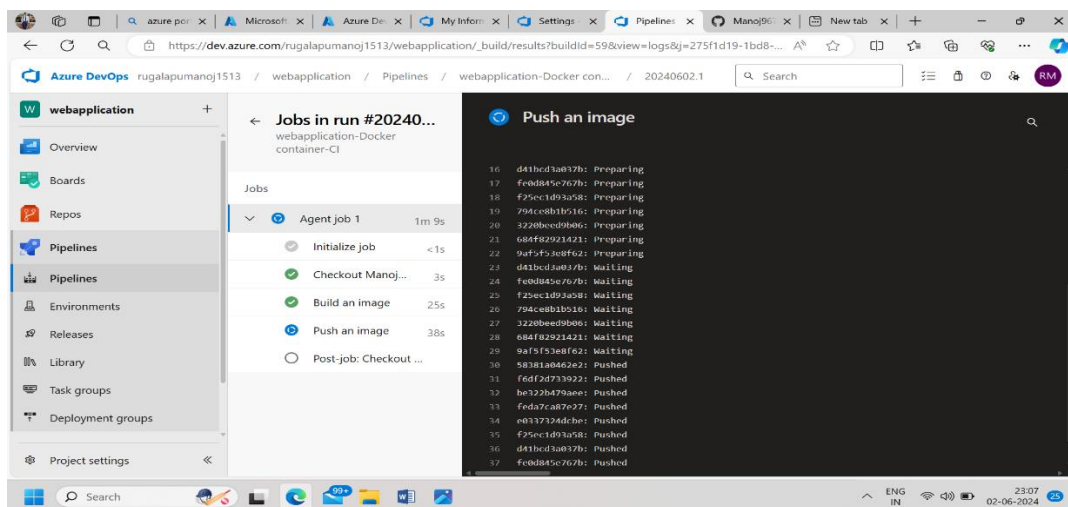 azure por
Microsoft
Azure De
My Inform
Settings -
Pipelines
Manoj96
New tab
https://dev.azure.com/rugalapumanoj1513/webapplication/_build/results?buildId=59&view=logs&j=275f1d19-1bd8-...
Azure DevOps rugalapumanoj1513 / webapplication / Pipelines / webapplication-Docker con... / 20240602.1
Search
RM
W webapplication +
Overview
Boards
Repos
Pipelines
Pipelines
Environments
Releases
Library
Task groups
Deployment groups
Project settings
Jobs in run #20240...
webapplication-Docker
container-CI
Jobs
Agent job 1 1m 9s
Initialize job <1s
Checkout Manoj... 3s
Build an image 25s
Push an image 38s
Post-job: Checkout ...
Push an image
16 d41bcd3a037b: Preparing
17 fe0d845e767b: Preparing
18 f25ec1d93a58: Preparing
19 794ce8b1b516: Preparing
20 3220beed9b06: Preparing
21 684f82921421: Preparing
22 9af5f53e8f62: Preparing
23 d41bcd3a037b: Waiting
24 fe0d845e767b: Waiting
25 f25ec1d93a58: Waiting
26 794ce8b1b516: Waiting
27 3220beed9b06: Waiting
28 684f82921421: Waiting
29 9af5f53e8f62: Waiting
30 58381a0462e2: Pushed
31 f6df2d733922: Pushed
32 be322b479aee: Pushed
33 feda7ca87e27: Pushed
34 e0337324dcbe: Pushed
35 f25ec1d93a58: Pushed
36 d41bcd3a037b: Pushed
37 fe0d845e767b: Pushed
Search
99+
ENG
IN
23:07
02-06-2024
25